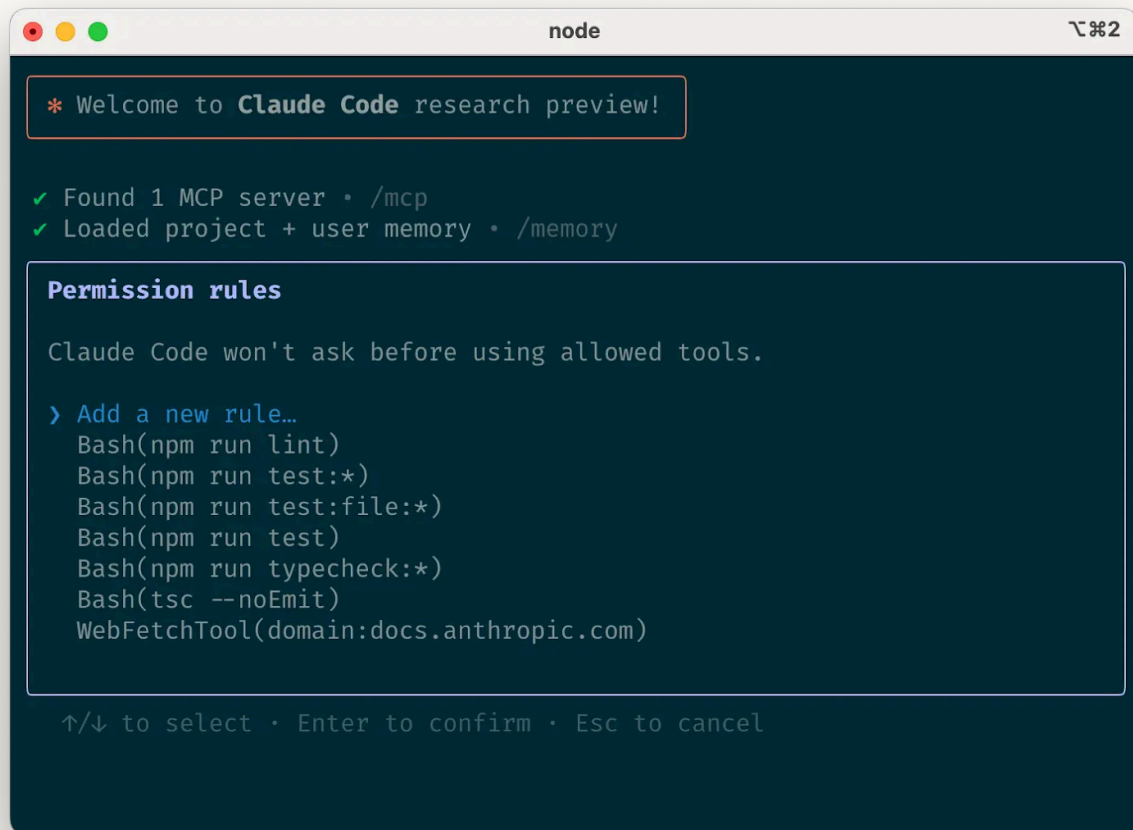 node
⌥⌘2
✻ Welcome to Claude Code research preview!
✔ Found 1 MCP server • /mcp
✔ Loaded project + user memory • /memory
Permission rules
Claude Code won't ask before using allowed tools.
❯ Add a new rule…
Bash(npm run lint)
Bash(npm run test:*)
Bash(npm run test:file:*)
Bash(npm run test)
Bash(npm run typecheck:*)
Bash(tsc --noEmit)
WebFetchTool(domain:docs.anthropic.com)
↑/↓ to select · Enter to confirm · Esc to cancel